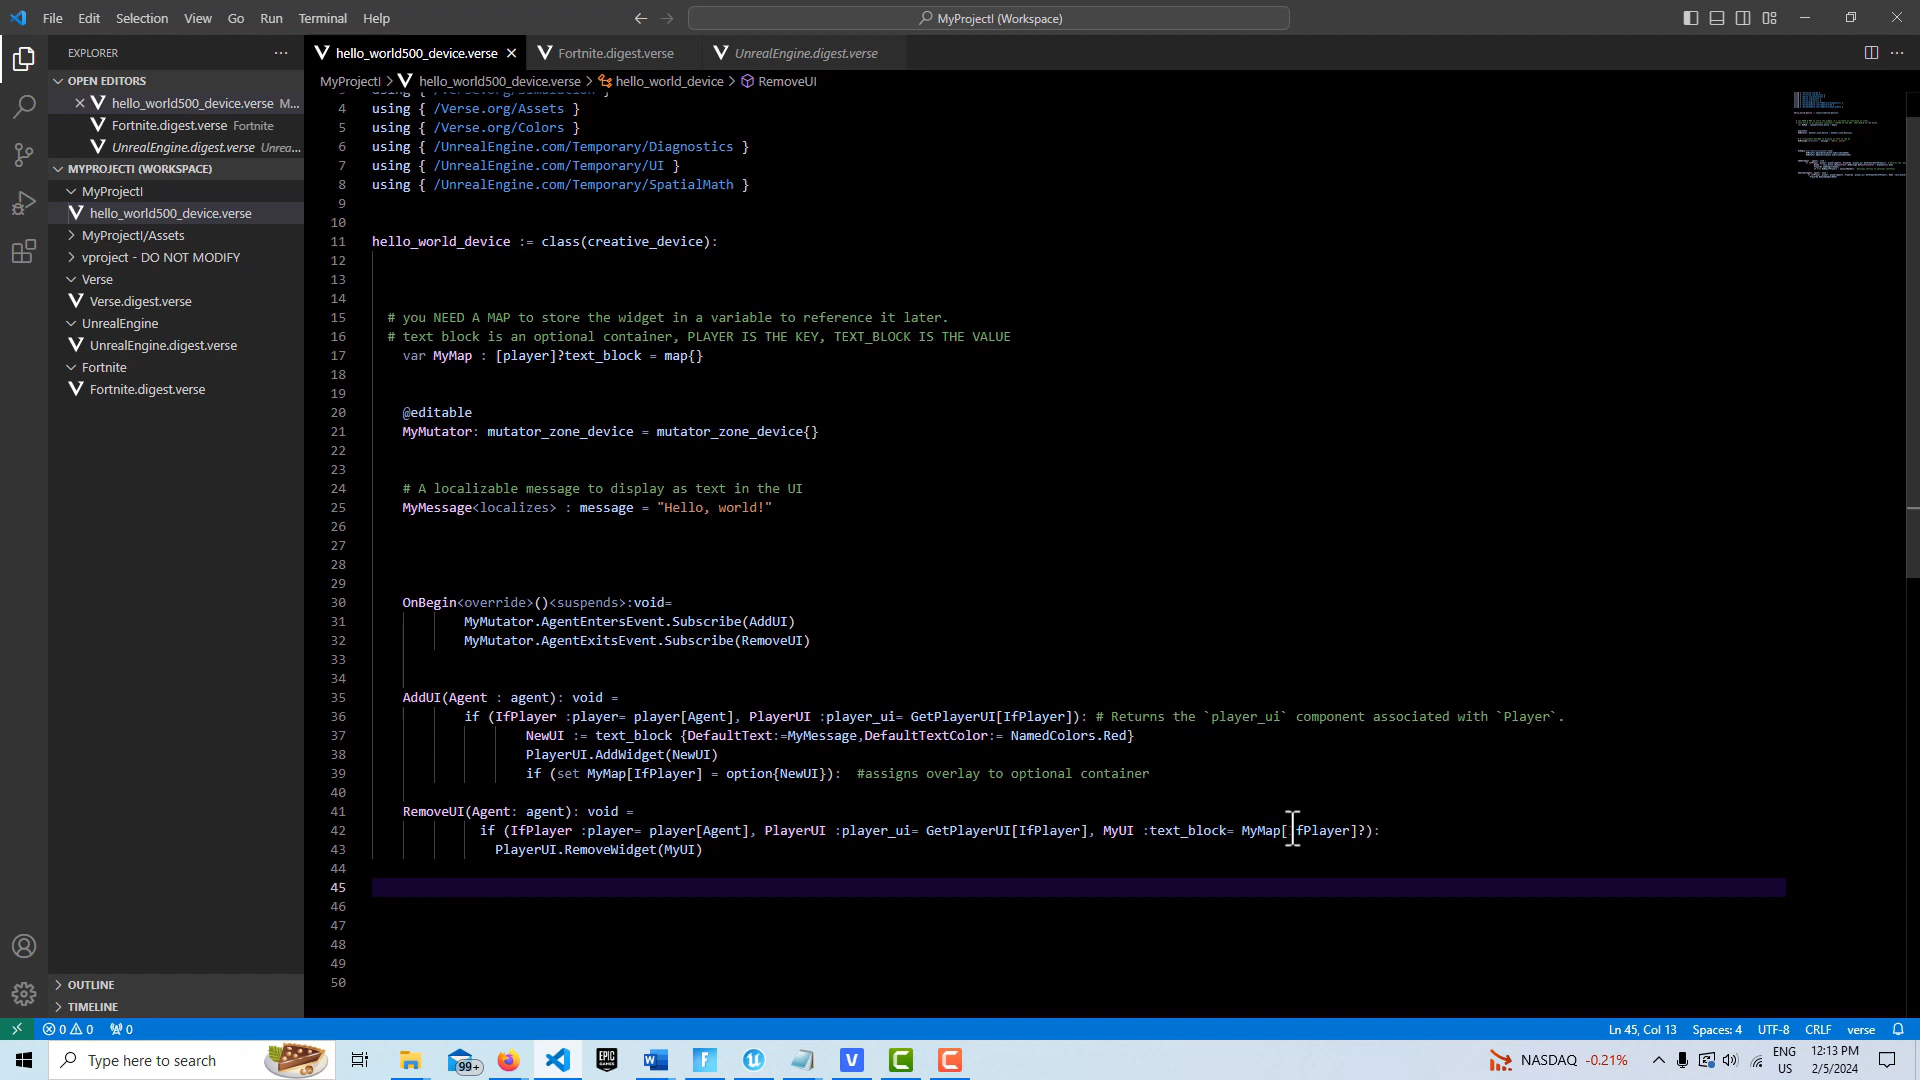 File Edit Selection View Go Run Terminal Help
MyProjectI (Workspace)
EXPLORER
hello_world500_device.verse
Fortnite.digest.verse
UnrealEngine.digest.verse
OPEN EDITORS
MyProjectI > hello_world500_device.verse > hello_world_device > RemoveUI
hello_world500_device.verse M...
Fortnite.digest.verse Fortnite
UnrealEngine.digest.verse Unrea...
MYPROJECTI (WORKSPACE)
MyProjectI
hello_world500_device.verse
MyProjectI/Assets
vproject - DO NOT MODIFY
Verse
Verse.digest.verse
UnrealEngine
UnrealEngine.digest.verse
Fortnite
Fortnite.digest.verse
OUTLINE
TIMELINE
4 using { /Verse.org/Assets }
5 using { /Verse.org/Colors }
6 using { /UnrealEngine.com/Temporary/Diagnostics }
7 using { /UnrealEngine.com/Temporary/UI }
8 using { /UnrealEngine.com/Temporary/SpatialMath }
9
10
11 hello_world_device := class(creative_device):
12
13
14
15 # you NEED A MAP to store the widget in a variable to reference it later.
16 # text block is an optional container, PLAYER IS THE KEY, TEXT_BLOCK IS THE VALUE
17 var MyMap : [player]?text_block = map{}
18
19
20 @editable
21 MyMutator: mutator_zone_device = mutator_zone_device{}
22
23
24 # A localizable message to display as text in the UI
25 MyMessage<localizes> : message = "Hello, world!"
26
27
28
29
30 OnBegin<override>()<suspends>:void=
31 MyMutator.AgentEntersEvent.Subscribe(AddUI)
32 MyMutator.AgentExitsEvent.Subscribe(RemoveUI)
33
34
35 AddUI(Agent : agent): void =
36 if (IfPlayer :player= player[Agent], PlayerUI :player_ui= GetPlayerUI[IfPlayer]): # Returns the `player_ui` component associated with `Player`.
37 NewUI := text_block {DefaultText:=MyMessage,DefaultTextColor:= NamedColors.Red}
38 PlayerUI.AddWidget(NewUI)
39 if (set MyMap[IfPlayer] = option{NewUI}): #assigns overlay to optional container
40
41 RemoveUI(Agent: agent): void =
42 if (IfPlayer :player= player[Agent], PlayerUI :player_ui= GetPlayerUI[IfPlayer], MyUI :text_block= MyMap[IfPlayer]?):
43 PlayerUI.RemoveWidget(MyUI)
44
45
46
47
48
49
50
0 0 0
Ln 45, Col 13 Spaces: 4 UTF-8 CRLF verse
Type here to search
99+
NASDAQ -0.21%
ENG
US
12:13 PM
2/5/2024